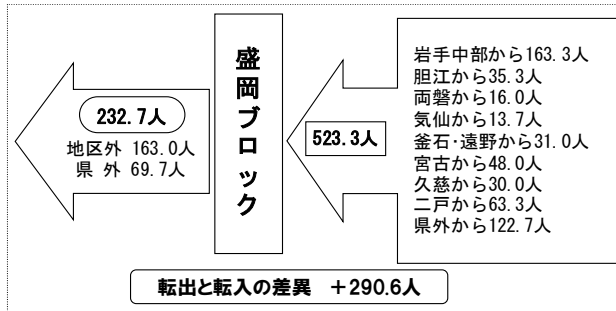 232.7人
地区外 163.0人
県 外 69.7人
盛岡ブロック
523.3人
岩手中部から163.3人
胆江から35.3人
両磐から16.0人
気仙から13.7人
釜石・遠野から31.0人
宮古から48.0人
久慈から30.0人
二戸から63.3人
県外から122.7人
転出と転入の差異 +290.6人